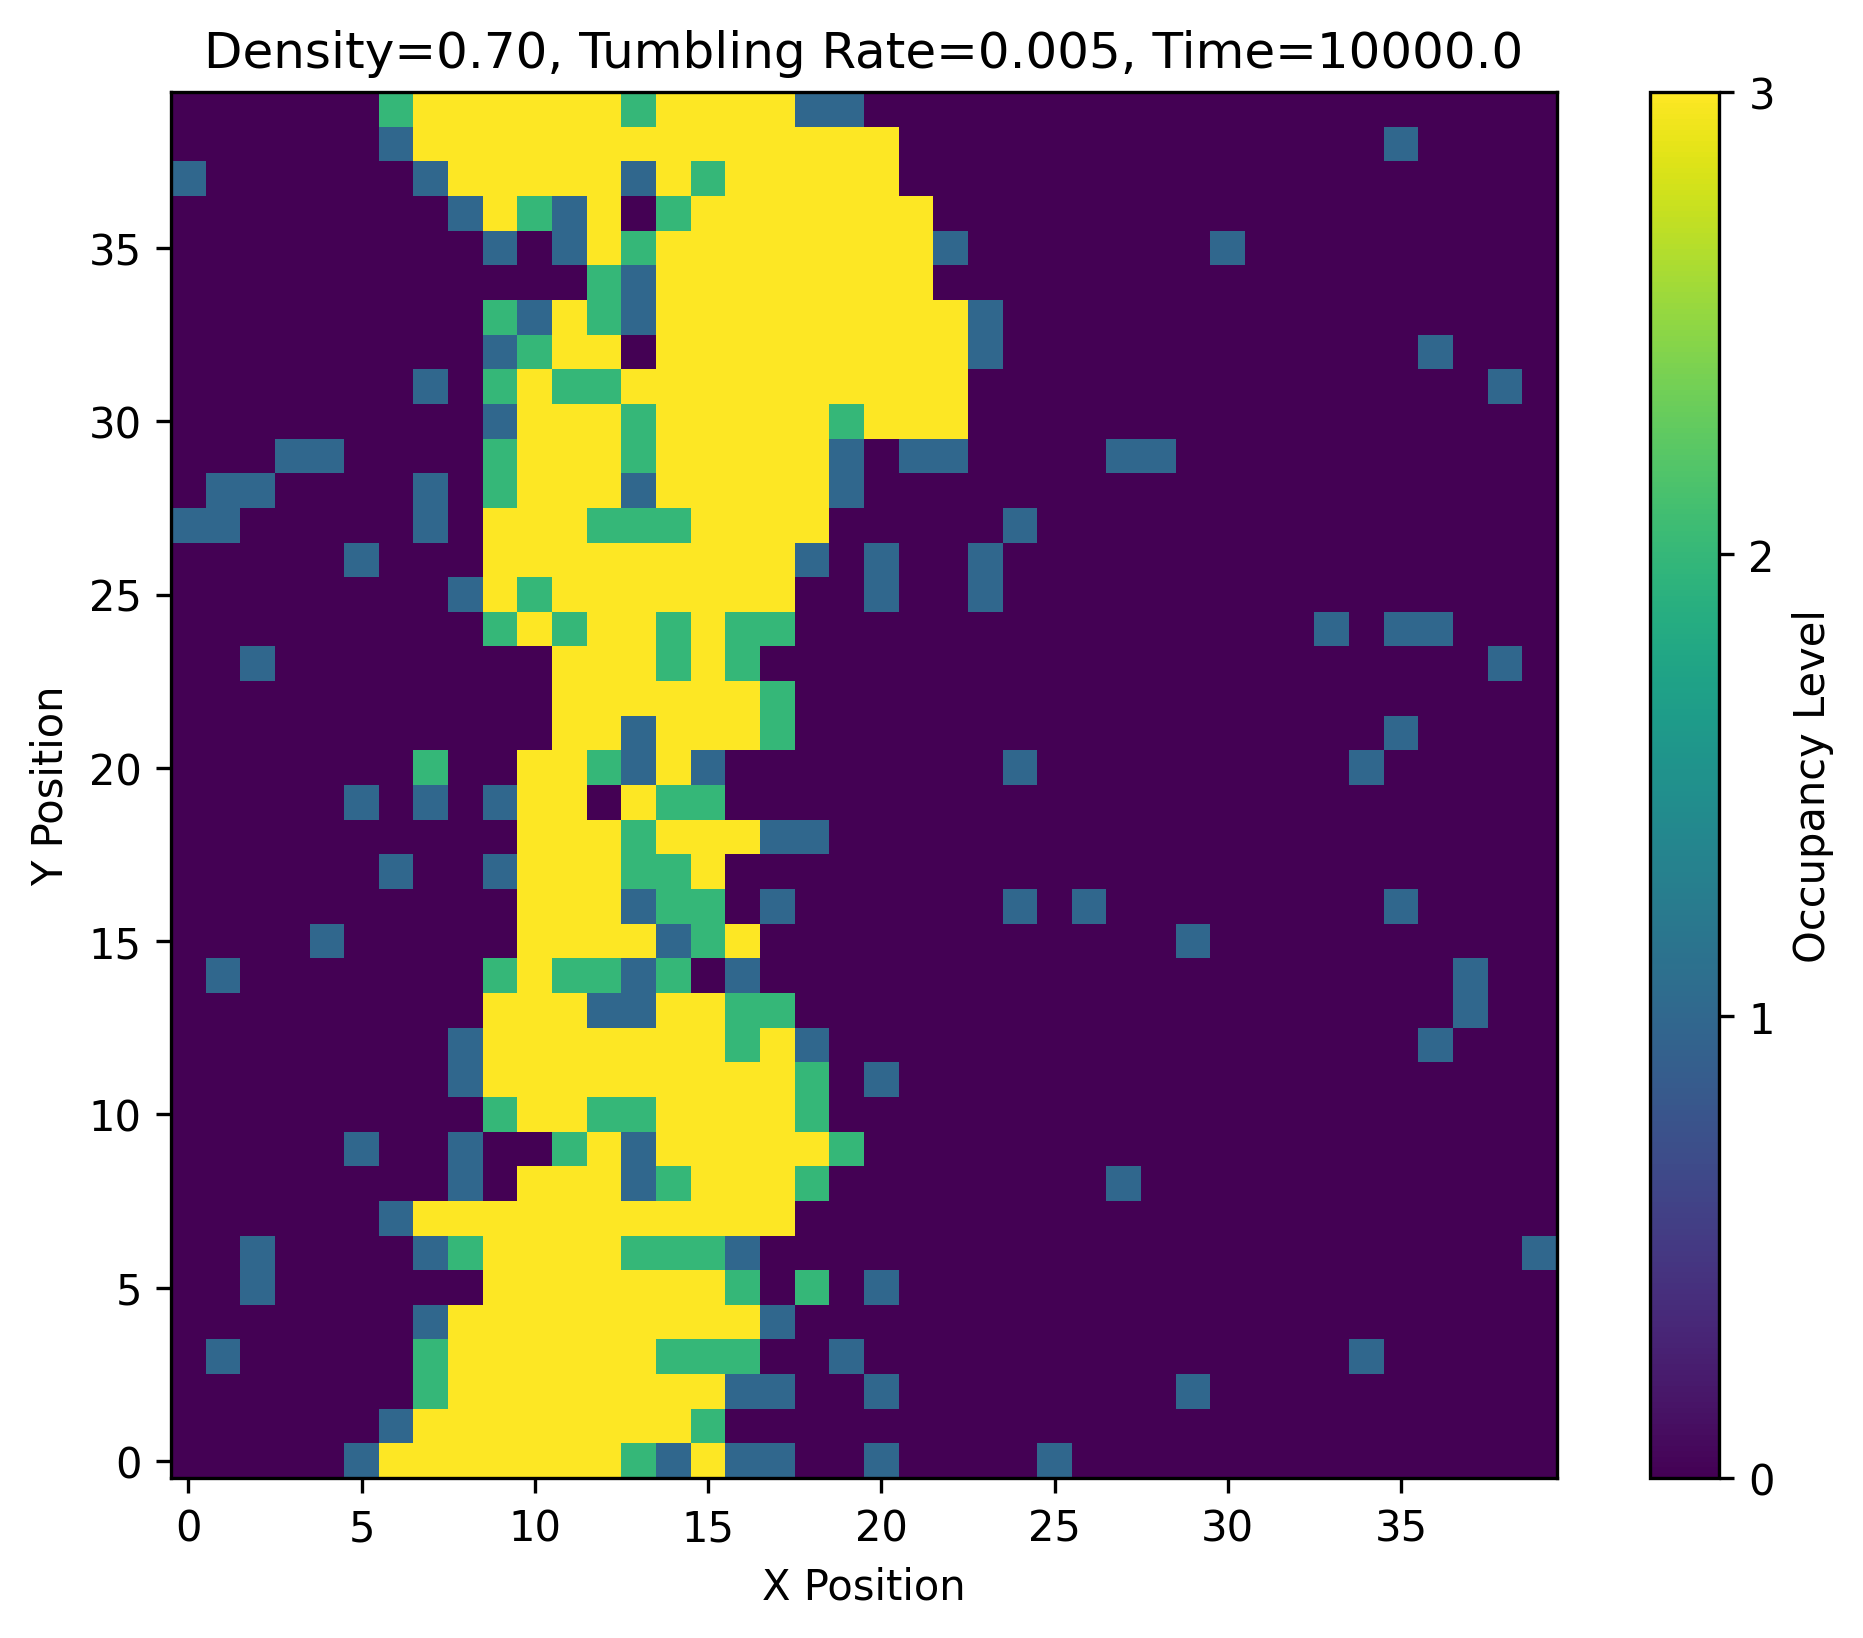 Density=0.70, Tumbling Rate=0.005, Time=10000.0
35
30
25
20
15
10
5
0
Y Position
0 5 10 15 20 25 30 35
X Position
3
2
1
0
Occupancy Level